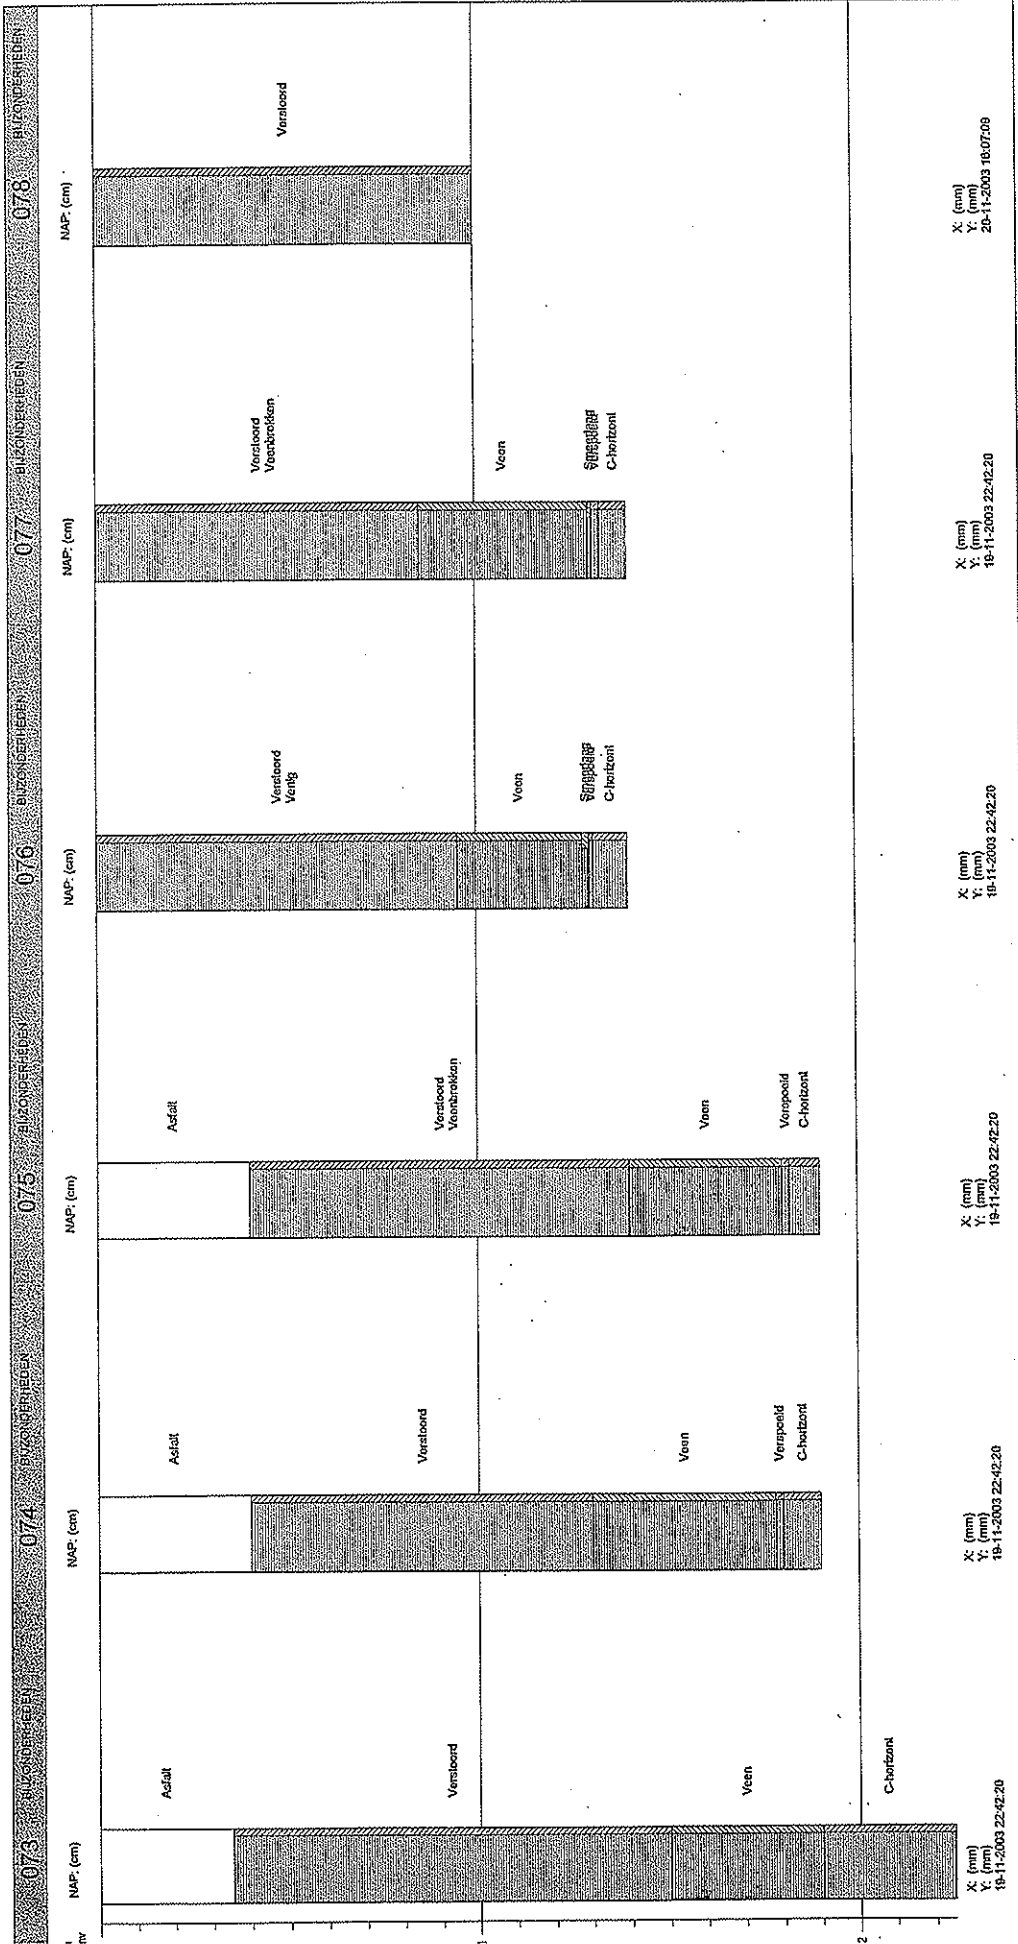 073 BIJZONDERHEDEN 074 BIJZONDERHEDEN 075 BIJZONDERHEDEN 076 BIJZONDERHEDEN 077 BIJZONDERHEDEN 078 BIJZONDERHEDEN
NAP: (cm) NAP: (cm) NAP: (cm) NAP: (cm) NAP: (cm) NAP: (cm)
mv
1
2
Asfalt
Verstoord
Veen
C-horizont
X: (mm)
Y: (mm)
19-11-2003 22:42:20
Asfalt
Verstoord
Veen
Verspoeld
C-horizont
X: (mm)
Y: (mm)
19-11-2003 22:42:20
Asfalt
Verstoord
Veenbrokken
Veen
Verspoeld
C-horizont
X: (mm)
Y: (mm)
19-11-2003 22:42:20
Verstoord
Venig
Veen
C-horizont
X: (mm)
Y: (mm)
19-11-2003 22:42:20
Verstoord
Veenbrokken
Veen
C-horizont
X: (mm)
Y: (mm)
19-11-2003 22:42:20
Verstoord
X: (mm)
Y: (mm)
20-11-2003 16:07:09